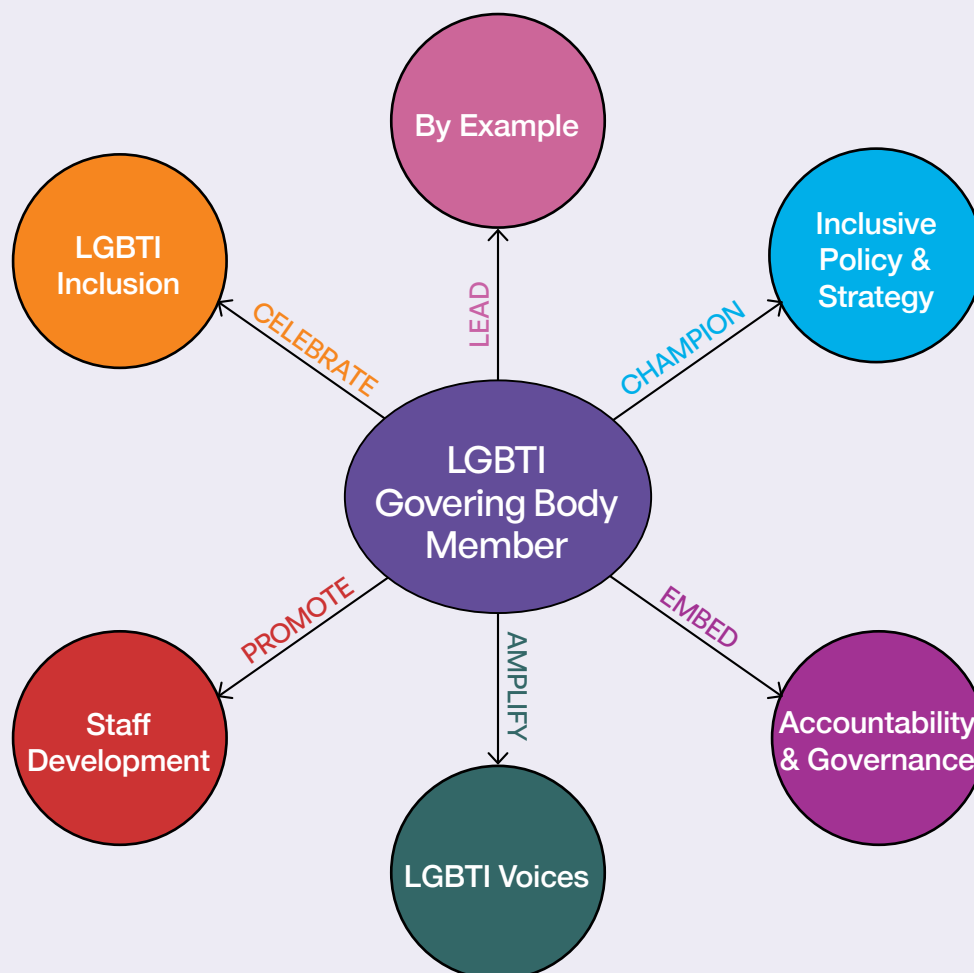 By Example
LEAD
LGBTI
Inclusion
CELEBRATE
Inclusive
Policy &
Strategy
CHAMPION
LGBTI
Govering Body
Member
PROMOTE
Staff
Development
AMPLIFY
LGBTI Voices
EMBED
Accountability
& Governance